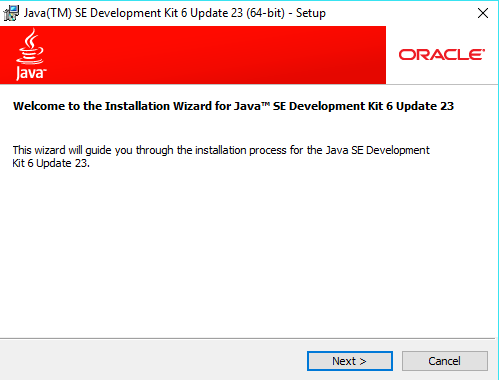 Java(TM) SE Development Kit 6 Update 23 (64-bit) - Setup
Java™
ORACLE®
Welcome to the Installation Wizard for Java™ SE Development Kit 6 Update 23
This wizard will guide you through the installation process for the Java SE Development
Kit 6 Update 23.
Next >
Cancel